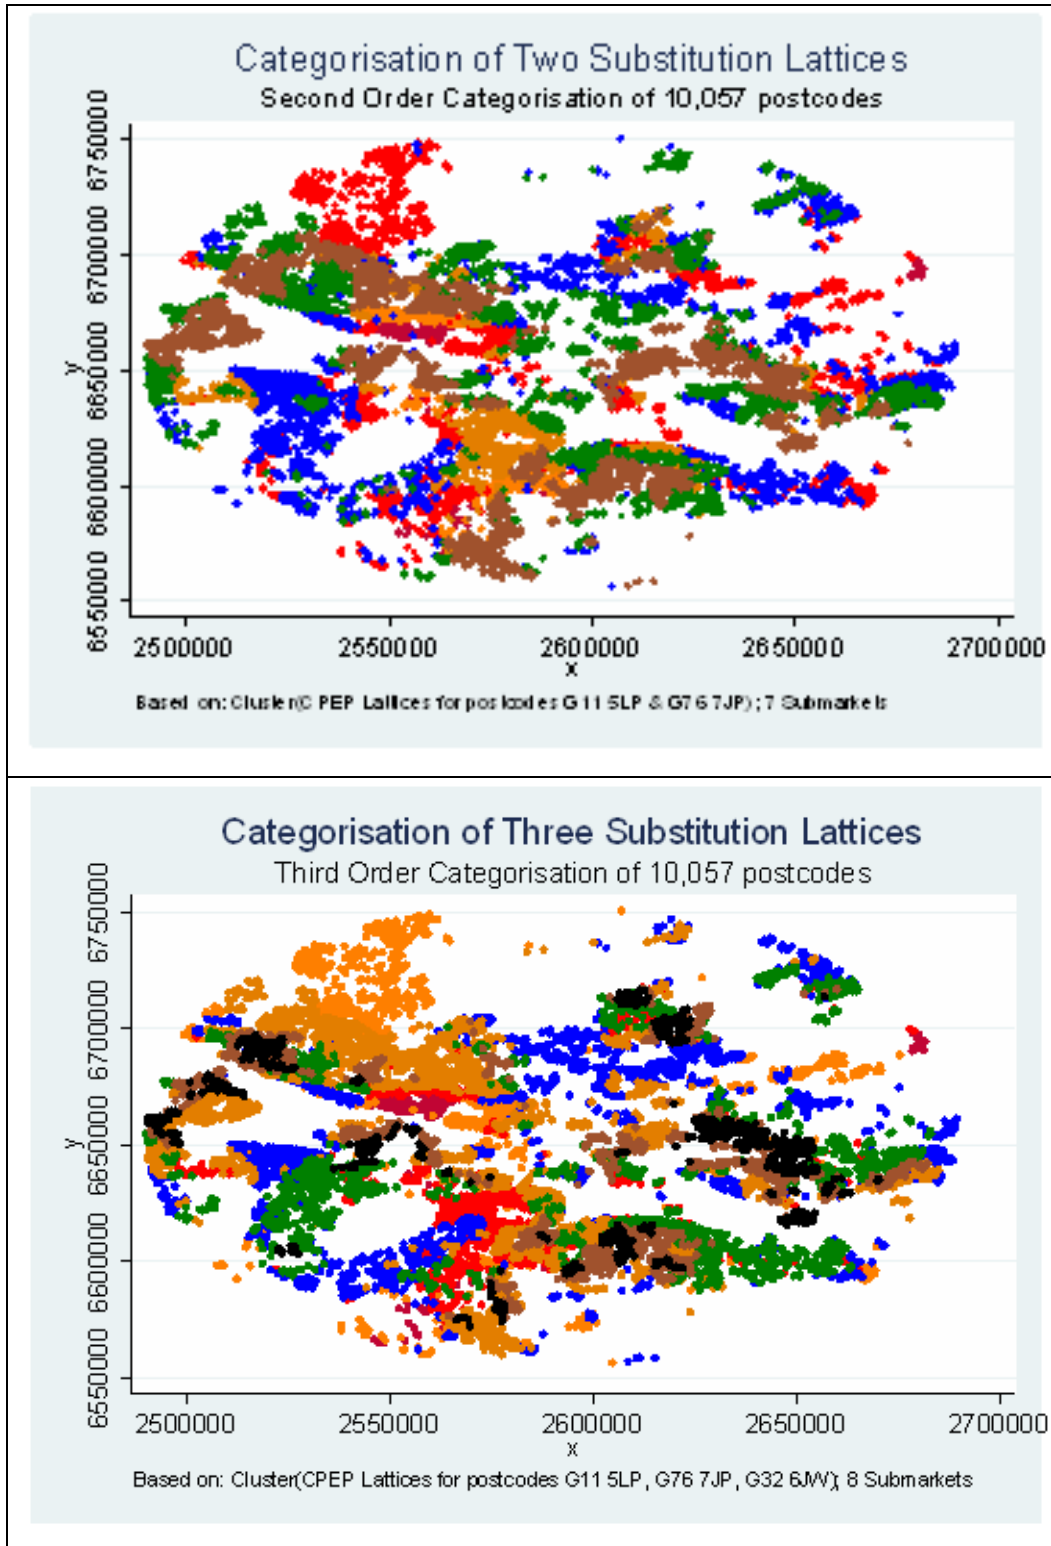 Categorisation of Two Substitution Lattices
Second Order Categorisation of 10,057 postcodes
6750000
6700000
6650000
6600000
6550000
y
2500000
2550000
2600000
2650000
2700000
x
Based on: Cluster(C PEP Lattices for postcodes G11 5LP & G76 7JP) ; 7 Submarkets
Categorisation of Three Substitution Lattices
Third Order Categorisation of 10,057 postcodes
6750000
6700000
6650000
6600000
6550000
y
2500000
2550000
2600000
2650000
2700000
x
Based on: Cluster(CPEP Lattices for postcodes G11 5LP, G76 7JP, G32 6JW); 8 Submarkets